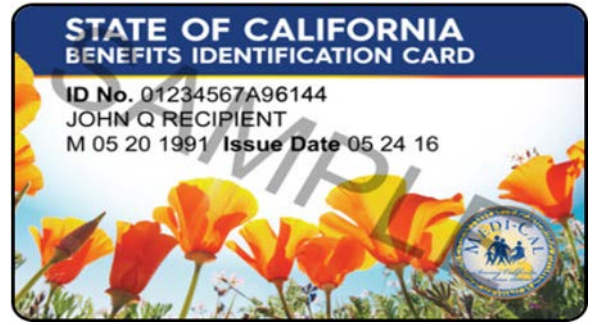 STATE OF CALIFORNIA
BENEFITS IDENTIFICATION CARD
ID No. 01234567A96144
JOHN Q RECIPIENT
M 05 20 1991 Issue Date 05 24 16
SAMPLE
MEDI-CAL